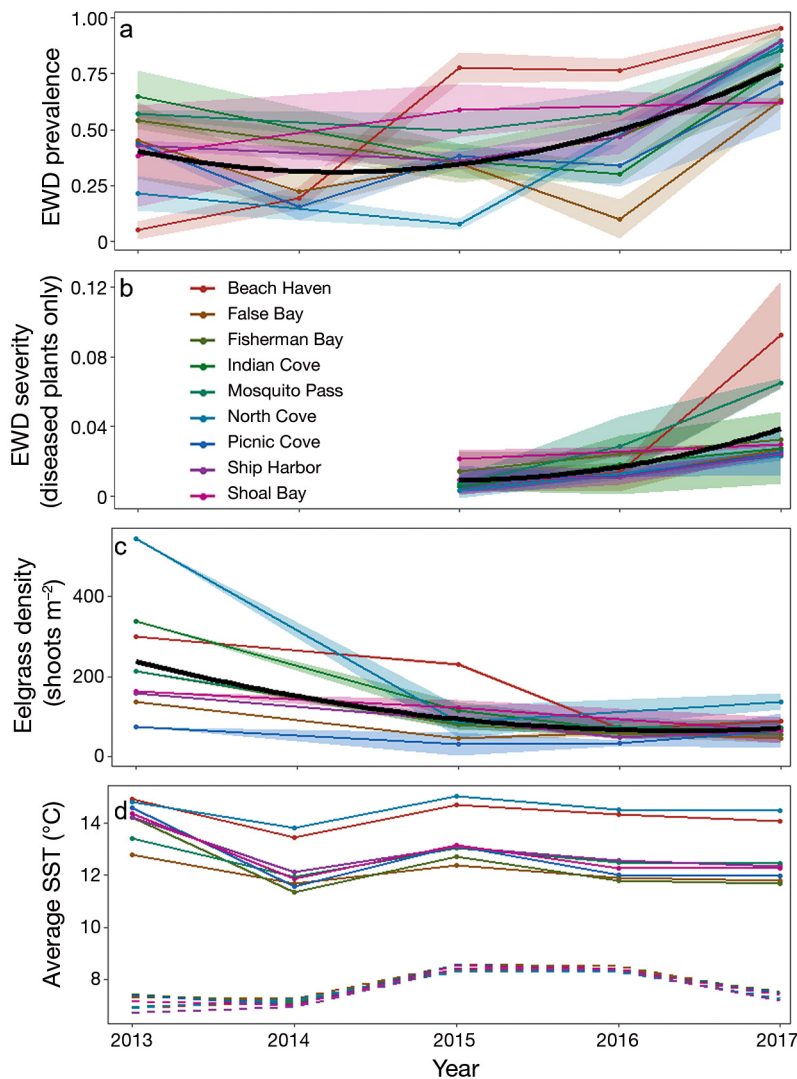 a
1.00
0.75
0.50
0.25
0
EWD prevalence
b
0.12
0.08
0.04
0
EWD severity
(diseased plants only)
Beach Haven
False Bay
Fisherman Bay
Indian Cove
Mosquito Pass
North Cove
Picnic Cove
Ship Harbor
Shoal Bay
c
400
200
0
Eelgrass density
(shoots m⁻²)
d
14
12
10
8
Average SST (°C)
2013 2014 2015 2016 2017
Year